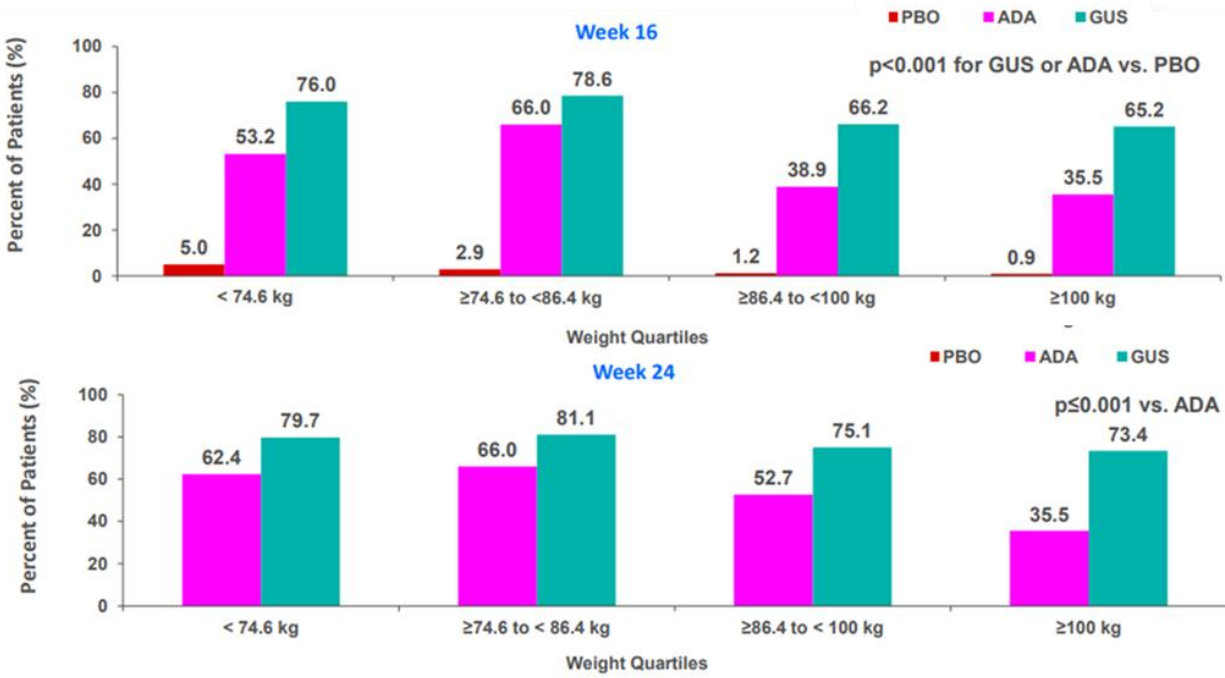 PBO ADA GUS
Week 16
p<0.001 for GUS or ADA vs. PBO
Percent of Patients (%)
100
80
60
40
20
0
5.0 53.2 76.0
2.9 66.0 78.6
1.2 38.9 66.2
0.9 35.5 65.2
< 74.6 kg ≥74.6 to <86.4 kg ≥86.4 to <100 kg ≥100 kg
Weight Quartiles
PBO ADA GUS
Week 24
p≤0.001 vs. ADA
Percent of Patients (%)
100
80
60
40
20
0
62.4 79.7
66.0 81.1
52.7 75.1
35.5 73.4
< 74.6 kg ≥74.6 to < 86.4 kg ≥86.4 to < 100 kg ≥100 kg
Weight Quartiles